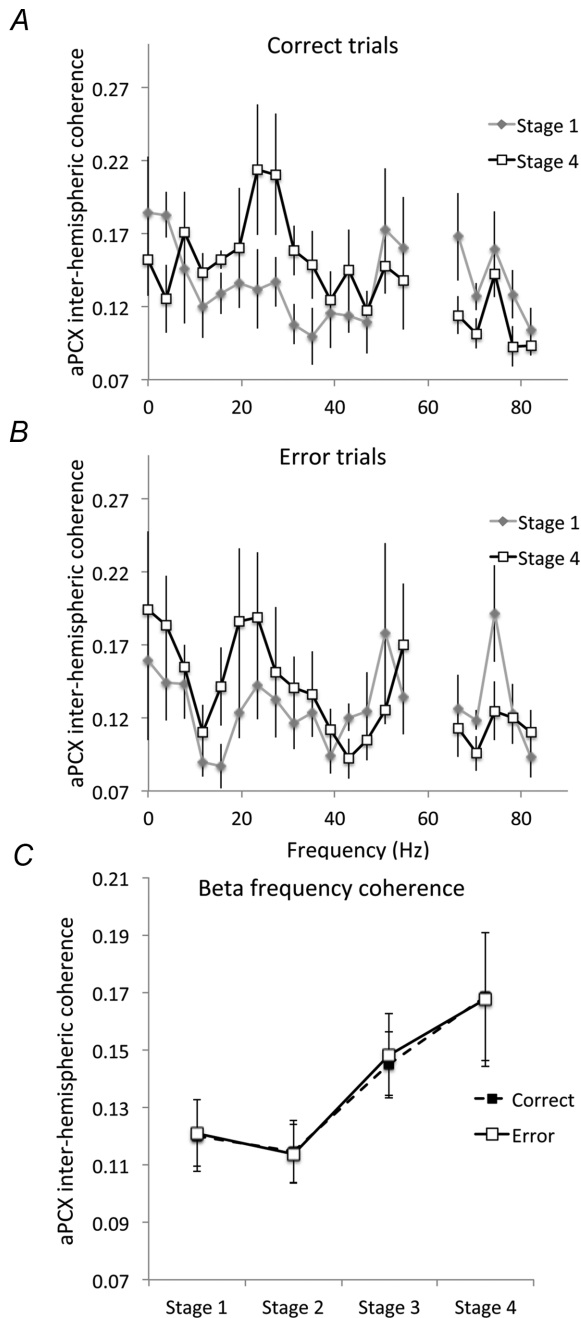 A
Correct trials
aPCX inter-hemispheric coherence
0.27
0.22
0.17
0.12
0.07
Stage 1
Stage 4
0
20
40
60
80
B
Error trials
aPCX inter-hemispheric coherence
0.27
0.22
0.17
0.12
0.07
Stage 1
Stage 4
0
20
40
60
80
Frequency (Hz)
C
Beta frequency coherence
aPCX inter-hemispheric coherence
0.21
0.19
0.17
0.15
0.13
0.11
0.09
0.07
Correct
Error
Stage 1
Stage 2
Stage 3
Stage 4